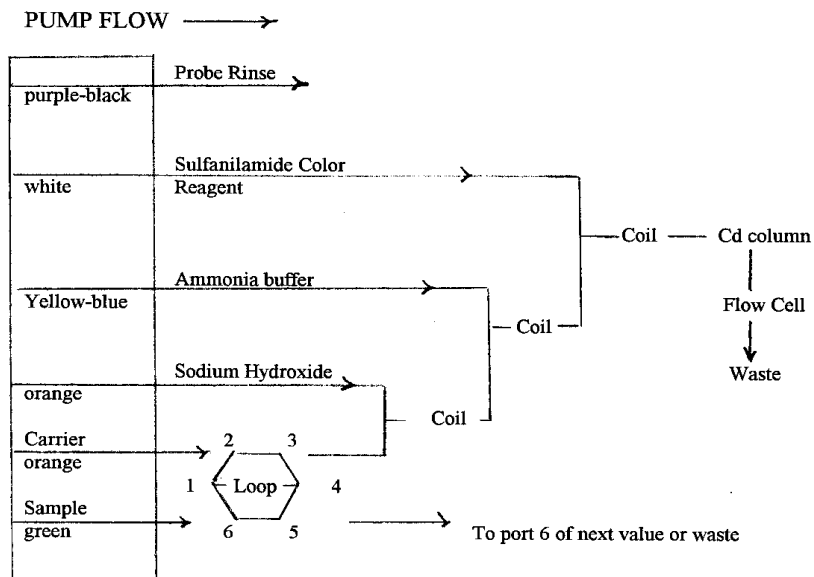 PUMP FLOW
Probe Rinse
purple-black
Sulfanilamide Color
white
Reagent
Coil
Cd column
Ammonia buffer
Yellow-blue
Flow Cell
Coil
Sodium Hydroxide
Waste
orange
Coil
Carrier
2 3
orange
1 Loop 4
Sample
green
6 5
To port 6 of next value or waste